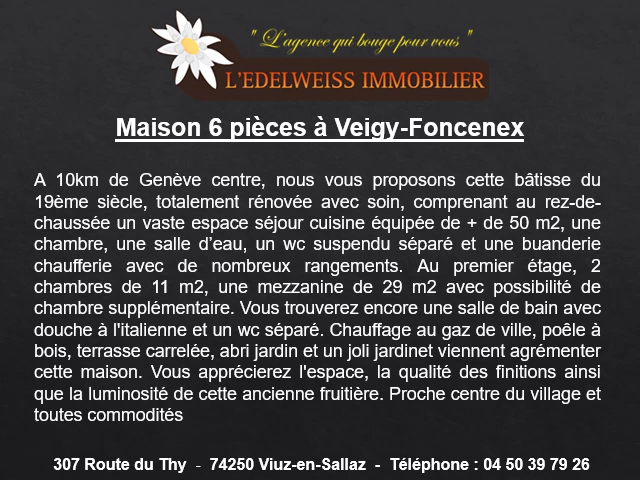 " L'agence qui bouge pour vous "
L'EDELWEISS IMMOBILIER
Maison 6 pièces à Veigy-Foncenex
A 10km de Genève centre, nous vous proposons cette bâtisse du
19ème siècle, totalement rénovée avec soin, comprenant au rez-de-
chaussée un vaste espace séjour cuisine équipée de + de 50 m2, une
chambre, une salle d'eau, un wc suspendu séparé et une buanderie
chaufferie avec de nombreux rangements. Au premier étage, 2
chambres de 11 m2, une mezzanine de 29 m2 avec possibilité de
chambre supplémentaire. Vous trouverez encore une salle de bain avec
douche à l'italienne et un wc séparé. Chauffage au gaz de ville, poêle à
bois, terrasse carrelée, abri jardin et un joli jardinet viennent agrémenter
cette maison. Vous apprécierez l'espace, la qualité des finitions ainsi
que la luminosité de cette ancienne fruitière. Proche centre du village et
toutes commodités
307 Route du Thy - 74250 Viuz-en-Sallaz - Téléphone : 04 50 39 79 26